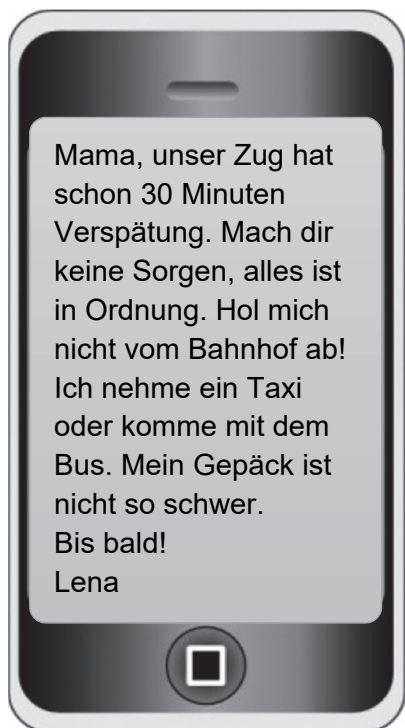 Mama, unser Zug hat
schon 30 Minuten
Verspätung. Mach dir
keine Sorgen, alles ist
in Ordnung. Hol mich
nicht vom Bahnhof ab!
Ich nehme ein Taxi
oder komme mit dem
Bus. Mein Gepäck ist
nicht so schwer.
Bis bald!
Lena